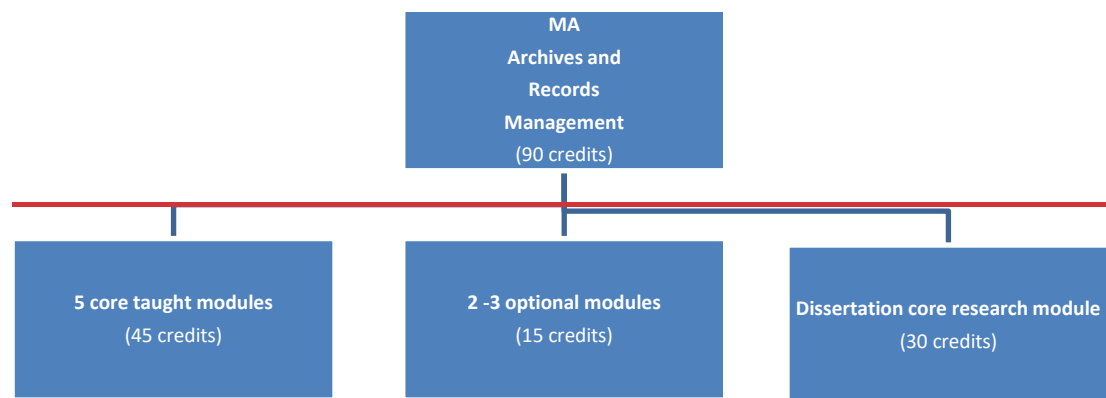 MA
Archives and
Records
Management
(90 credits)
5 core taught modules
(45 credits)
2 -3 optional modules
(15 credits)
Dissertation core research module
(30 credits)